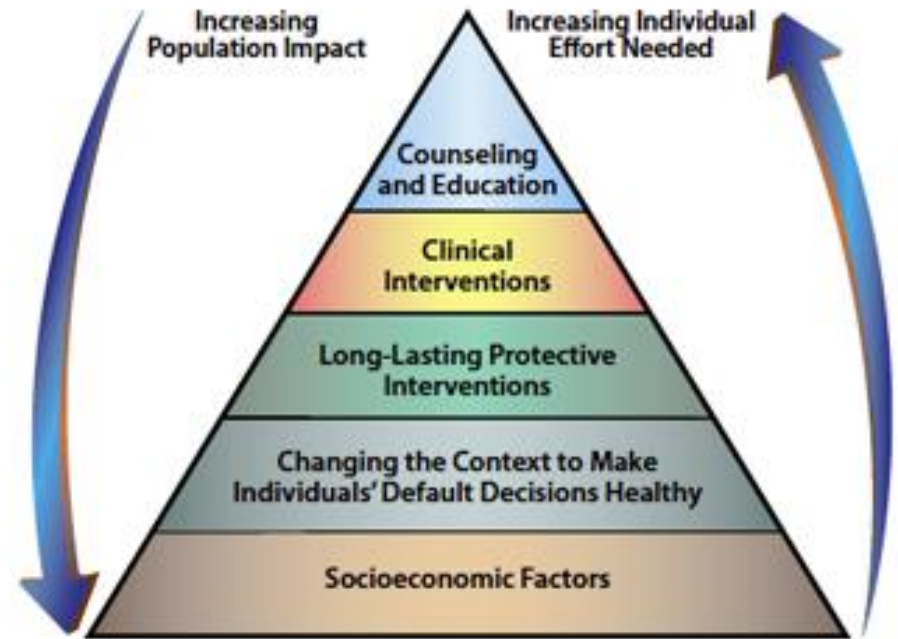 Increasing
Population Impact
Increasing Individual
Effort Needed
Counseling
and Education
Clinical
Interventions
Long-Lasting Protective
Interventions
Changing the Context to Make
Individuals' Default Decisions Healthy
Socioeconomic Factors